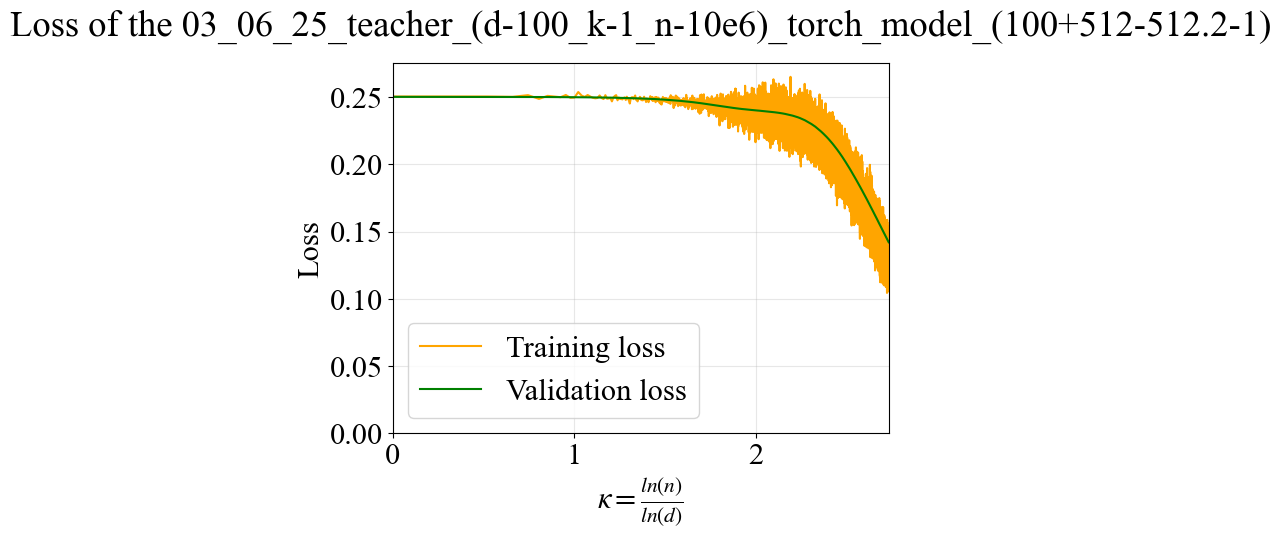 Loss of the 03_06_25_teacher_(d-100_k-1_n-10e6)_torch_model_(100+512-512.2-1)
0.25
0.20
0.15
0.10
0.05
0.00
Loss
Training loss
Validation loss
0 1 2
κ = ln(n)/ln(d)